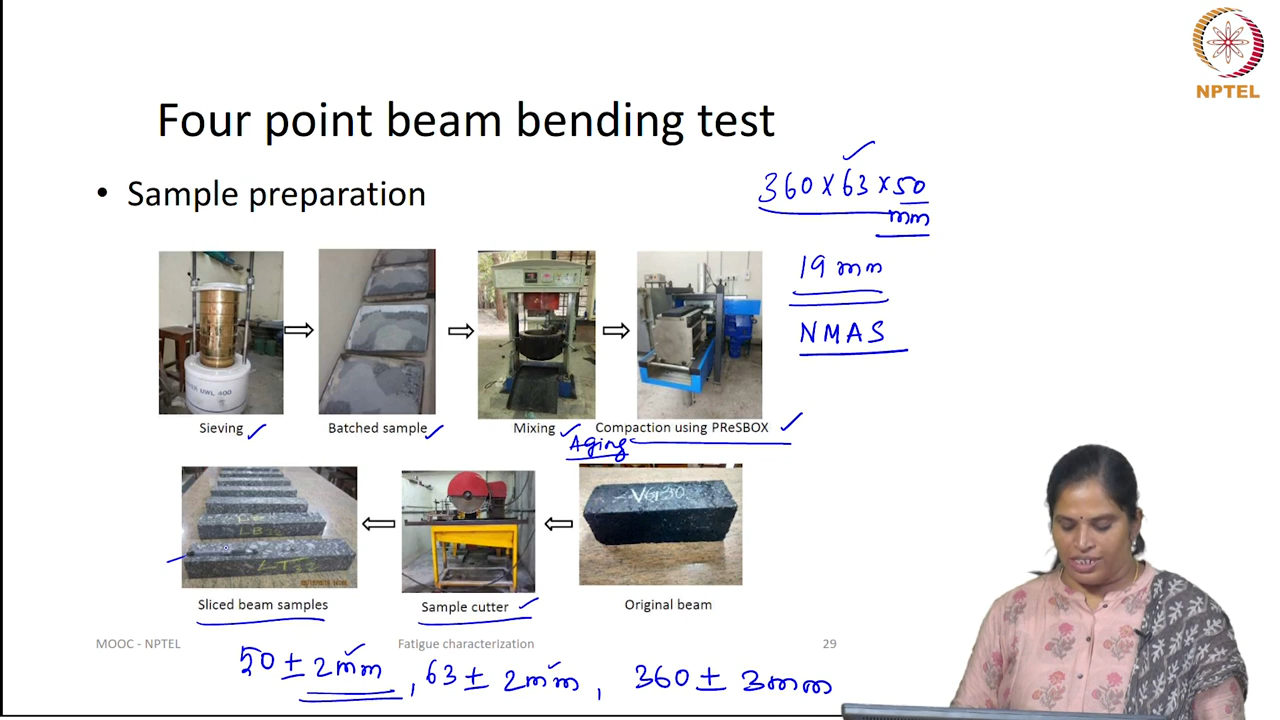 NPTEL
Four point beam bending test
• Sample preparation
360 x 63 x 50
mm
19 mm
NMAS
Sieving
Batched sample
Mixing
Compaction using PReSBOX
Aging
VG30
Sliced beam samples
Sample cutter
Original beam
MOOC - NPTEL
Fatigue characterization
29
50 ± 2mm, 63 ± 2mm, 360 ± 3mm